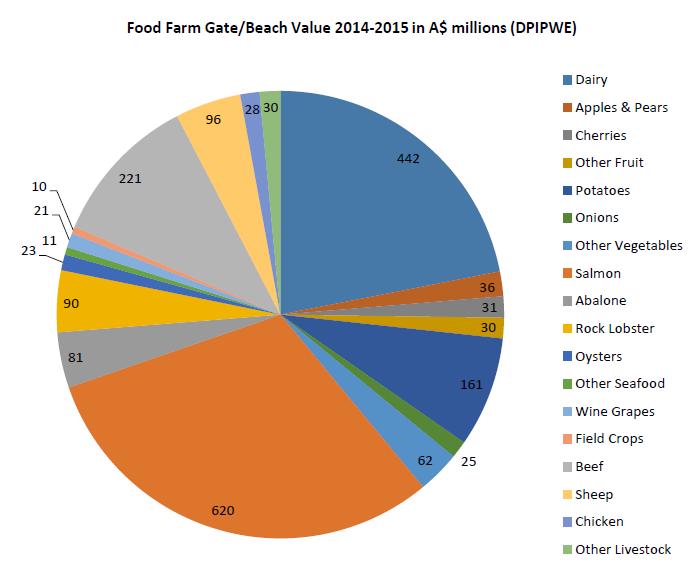 Food Farm Gate/Beach Value 2014-2015 in A$ millions (DPIPWE)
442
36
31
30
161
25
62
620
81
90
23
11
21
10
221
96
28
30
Dairy
Apples & Pears
Cherries
Other Fruit
Potatoes
Onions
Other Vegetables
Salmon
Abalone
Rock Lobster
Oysters
Other Seafood
Wine Grapes
Field Crops
Beef
Sheep
Chicken
Other Livestock